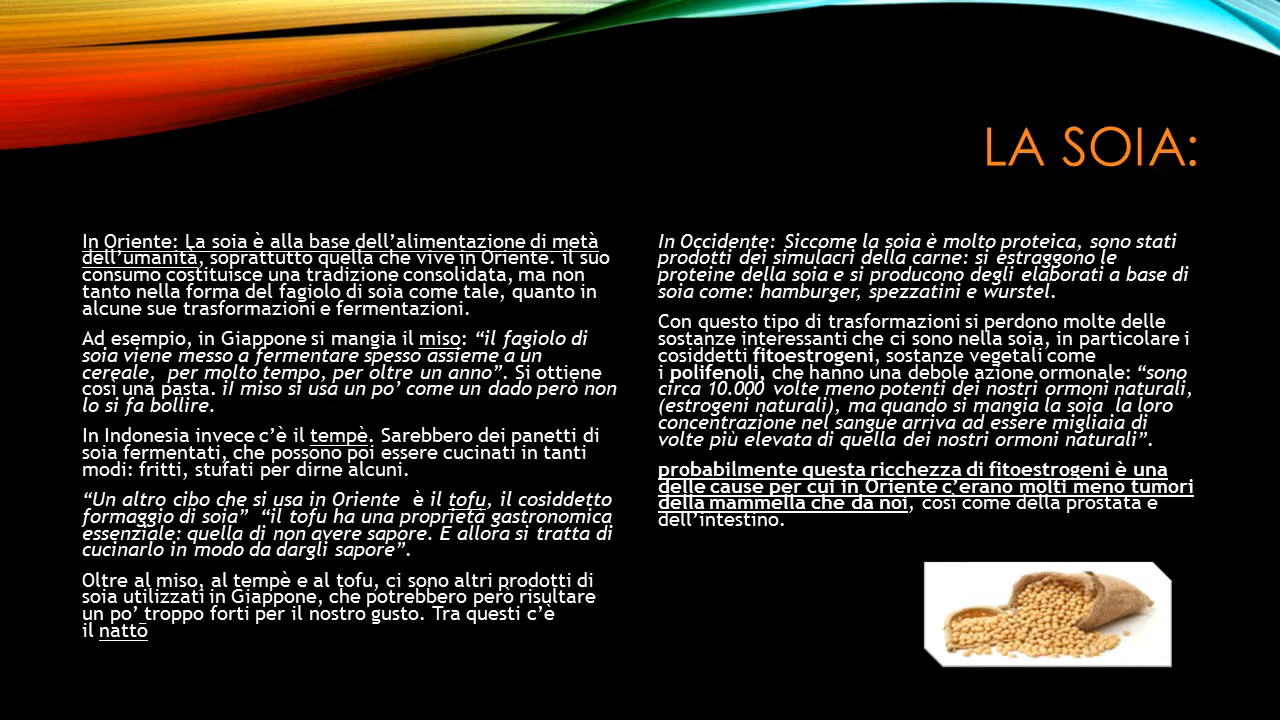 LA SOIA:
In Oriente: La soia è alla base dell’alimentazione di metà
dell’umanità, soprattutto quella che vive in Oriente. il suo
consumo costituisce una tradizione consolidata, ma non
tanto nella forma del fagiolo di soia come tale, quanto in
alcune sue trasformazioni e fermentazioni.
Ad esempio, in Giappone si mangia il miso: “il fagiolo di
soia viene messo a fermentare spesso assieme a un
cereale, per molto tempo, per oltre un anno”. Si ottiene
così una pasta. il miso si usa un po’ come un dado però non
lo si fa bollire.
In Indonesia invece c’è il tempè. Sarebbero dei panetti di
soia fermentati, che possono poi essere cucinati in tanti
modi: fritti, stufati per dirne alcuni.
“Un altro cibo che si usa in Oriente è il tofu, il cosiddetto
formaggio di soia” “il tofu ha una proprietà gastronomica
essenziale: quella di non avere sapore. E allora si tratta di
cucinarlo in modo da dargli sapore”.
Oltre al miso, al tempè e al tofu, ci sono altri prodotti di
soia utilizzati in Giappone, che potrebbero però risultare
un po’ troppo forti per il nostro gusto. Tra questi c’è
il natto
In Occidente: Siccome la soia è molto proteica, sono stati
prodotti dei simulacri della carne: si estraggono le
proteine della soia e si producono degli elaborati a base di
soia come: hamburger, spezzatini e wurstel.
Con questo tipo di trasformazioni si perdono molte delle
sostanze interessanti che ci sono nella soia, in particolare i
cosiddetti fitoestrogeni, sostanze vegetali come
i polifenoli, che hanno una debole azione ormonale: “sono
circa 10.000 volte meno potenti dei nostri ormoni naturali,
(estrogeni naturali), ma quando si mangia la soia la loro
concentrazione nel sangue arriva ad essere migliaia di
volte più elevata di quella dei nostri ormoni naturali”.
probabilmente questa ricchezza di fitoestrogeni è una
delle cause per cui in Oriente c’erano molti meno tumori
della mammella che da noi, così come della prostata e
dell’intestino.